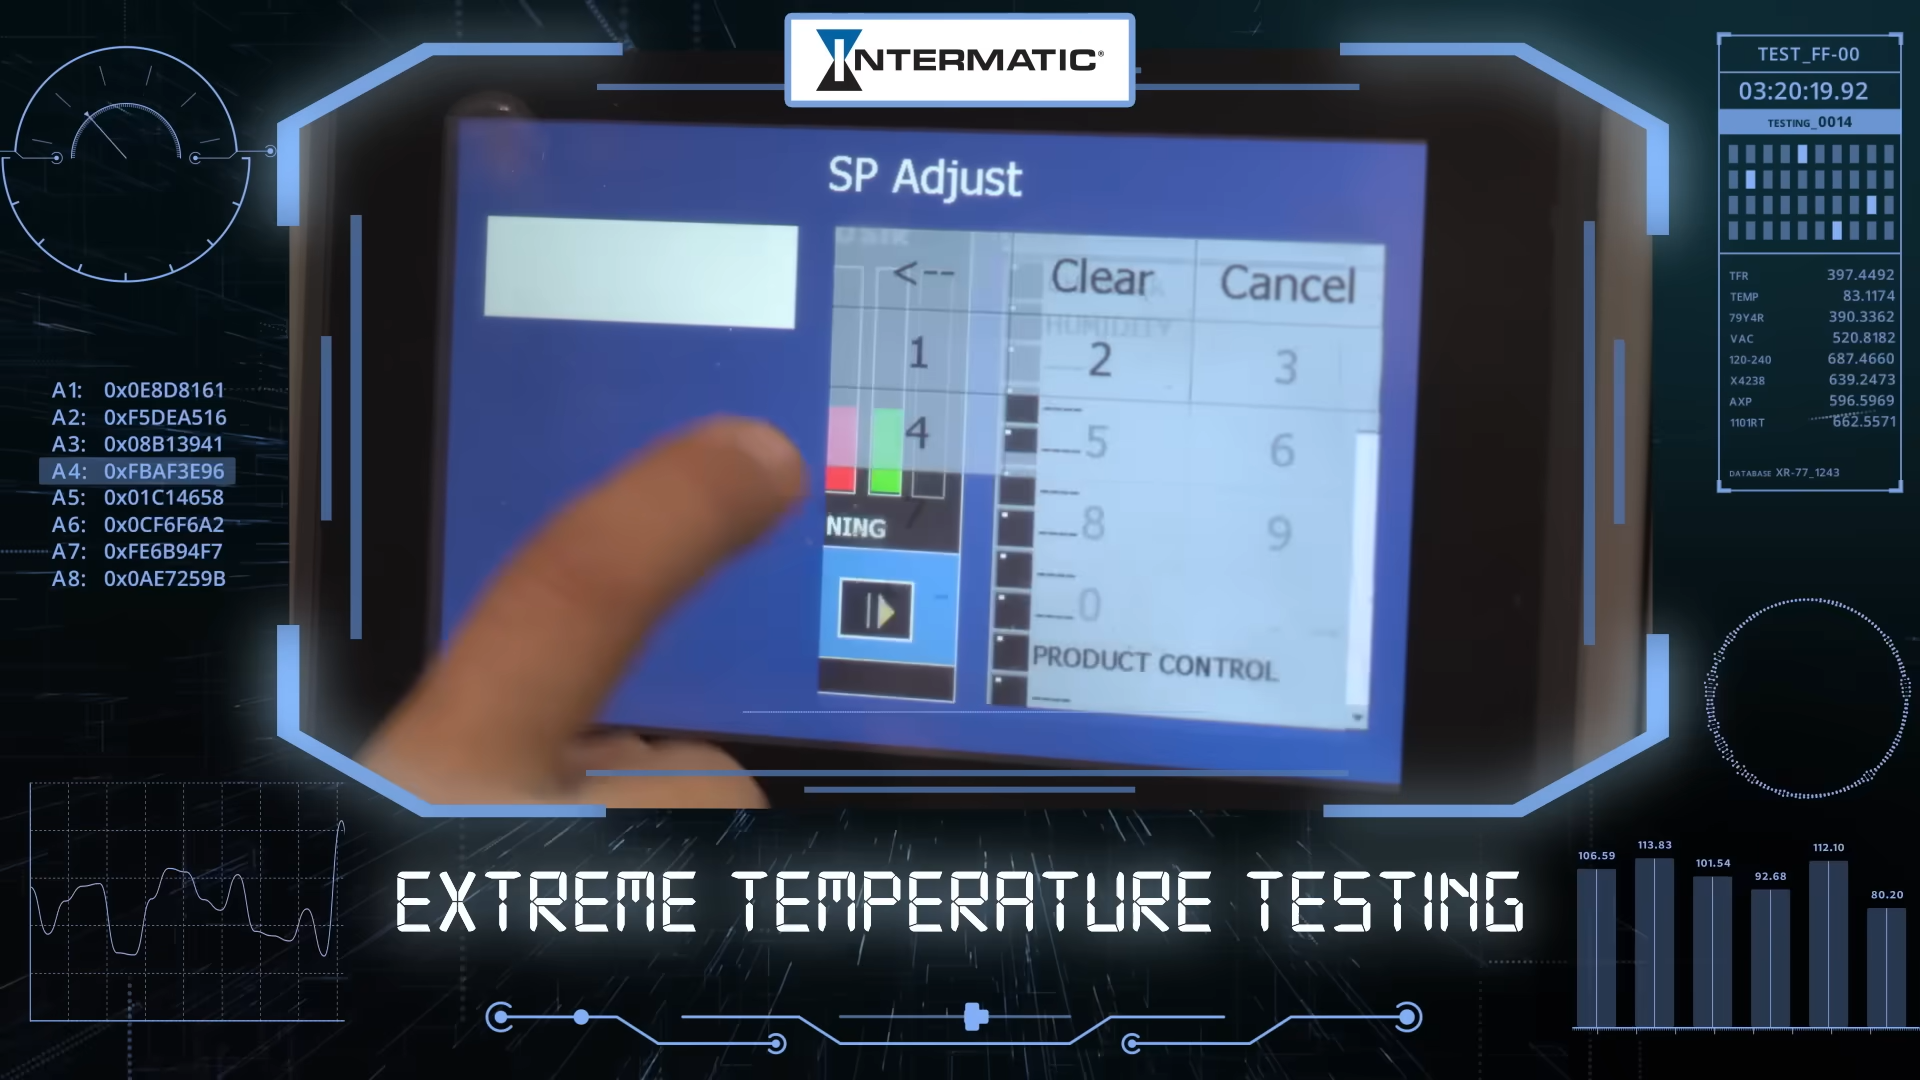 INTERMATIC®
SP Adjust
<-- Clear Cancel
HUMIDITY
1 2 3
4 5 6
7 8 9
NING
0
PRODUCT CONTROL
EXTREME TEMPERATURE TESTING
A1: 0x0E8D8161
A2: 0xF5DEA516
A3: 0x08B13941
A4: 0xFBAF3E96
A5: 0x01C14658
A6: 0x0CF6F6A2
A7: 0xFE6B94F7
A8: 0x0AE7259B
TEST_FF-00
03:20:19.92
TESTING_0014
TFR 397.4492
TEMP 83.1174
79Y4R 390.3362
VAC 520.8182
120-240 687.4660
X4238 639.2473
AXP 596.5969
1101RT 662.5571
DATABASE XR-77_1243
106.59 113.83 101.54 92.68 112.10 80.20